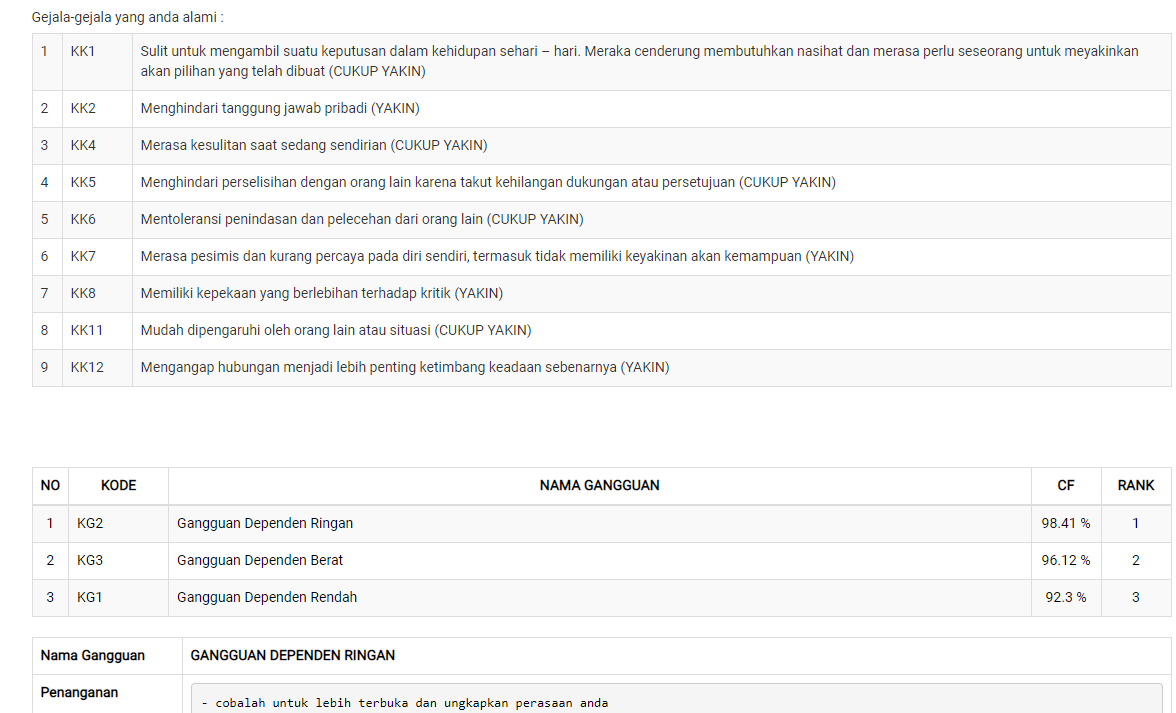 Gejala-gejala yang anda alami :
1 KK1 Sulit untuk mengambil suatu keputusan dalam kehidupan sehari – hari. Meraka cenderung membutuhkan nasihat dan merasa perlu seseorang untuk meyakinkan
akan pilihan yang telah dibuat (CUKUP YAKIN)
2 KK2 Menghindari tanggung jawab pribadi (YAKIN)
3 KK4 Merasa kesulitan saat sedang sendirian (CUKUP YAKIN)
4 KK5 Menghindari perselisihan dengan orang lain karena takut kehilangan dukungan atau persetujuan (CUKUP YAKIN)
5 KK6 Mentoleransi penindasan dan pelecehan dari orang lain (CUKUP YAKIN)
6 KK7 Merasa pesimis dan kurang percaya pada diri sendiri, termasuk tidak memiliki keyakinan akan kemampuan (YAKIN)
7 KK8 Memiliki kepekaan yang berlebihan terhadap kritik (YAKIN)
8 KK11 Mudah dipengaruhi oleh orang lain atau situasi (CUKUP YAKIN)
9 KK12 Mengangap hubungan menjadi lebih penting ketimbang keadaan sebenarnya (YAKIN)
NO KODE NAMA GANGGUAN CF RANK
1 KG2 Gangguan Dependen Ringan 98.41 % 1
2 KG3 Gangguan Dependen Berat 96.12 % 2
3 KG1 Gangguan Dependen Rendah 92.3 % 3
Nama Gangguan GANGGUAN DEPENDEN RINGAN
Penanganan - cobalah untuk lebih terbuka dan ungkapkan perasaan anda